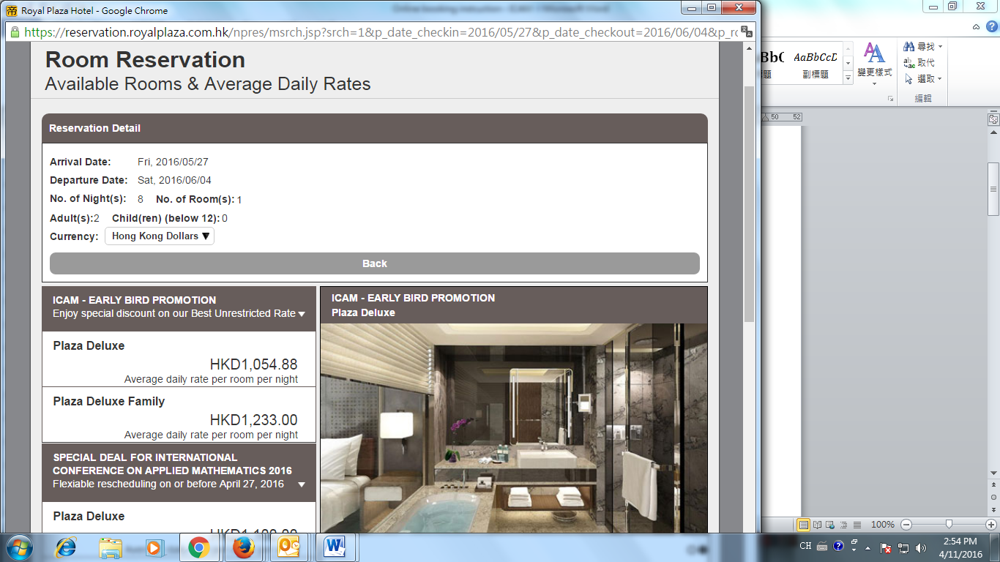 Royal Plaza Hotel - Google Chrome
https://reservation.royalplaza.com.hk/npres/msrch.jsp?srch=1&p_date_checkin=2016/05/27&p_date_checkout=2016/06/04&p_ro
Room Reservation
Available Rooms & Average Daily Rates
Reservation Detail
Arrival Date: Fri, 2016/05/27
Departure Date: Sat, 2016/06/04
No. of Night(s): 8 No. of Room(s): 1
Adult(s):2 Child(ren) (below 12): 0
Currency: Hong Kong Dollars ▼
Back
ICAM - EARLY BIRD PROMOTION
Enjoy special discount on our Best Unrestricted Rate
Plaza Deluxe
HKD1,054.88
Average daily rate per room per night
Plaza Deluxe Family
HKD1,233.00
Average daily rate per room per night
SPECIAL DEAL FOR INTERNATIONAL
CONFERENCE ON APPLIED MATHEMATICS 2016
Flexiable rescheduling on or before April 27, 2016
Plaza Deluxe
ICAM - EARLY BIRD PROMOTION
Plaza Deluxe
AaBbCcD
副標題
變更樣式
尋找
取代
選取
編輯
50 52
100%
CH
2:54 PM
4/11/2016